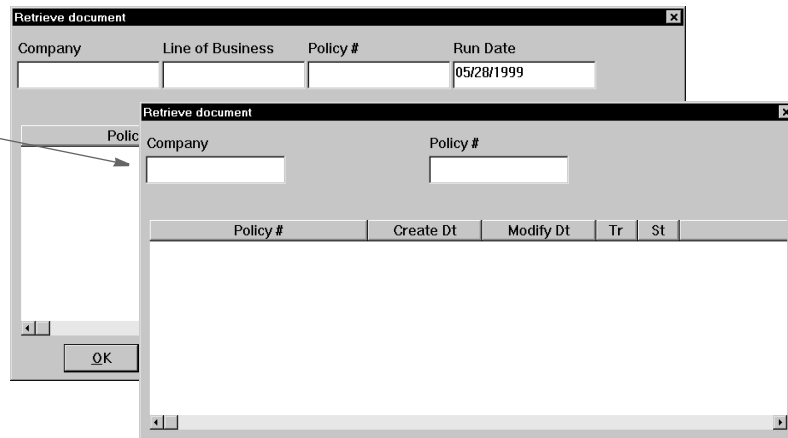 Retrieve document
Company Line of Business Policy # Run Date
05/28/1999
Polic
OK
Retrieve document
Company Policy #
Policy # Create Dt Modify Dt Tr St